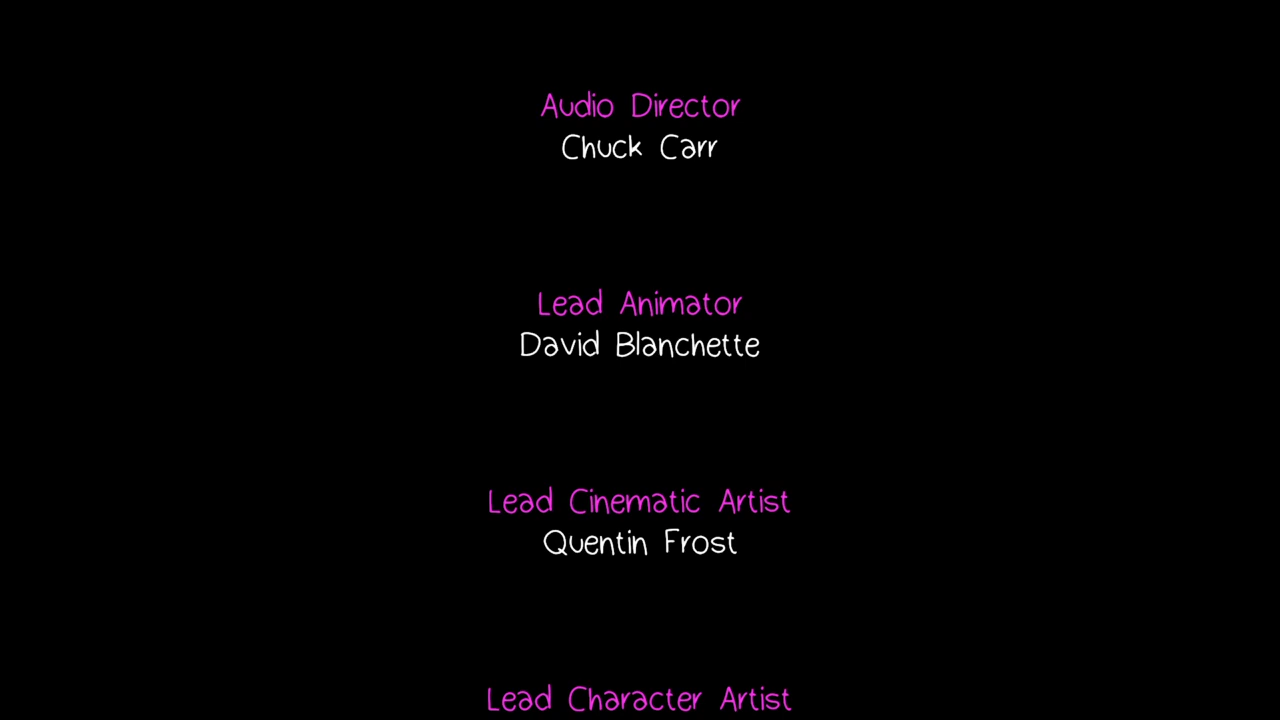 Audio Director
Chuck Carr
Lead Animator
David Blanchette
Lead Cinematic Artist
Quentin Frost
Lead Character Artist